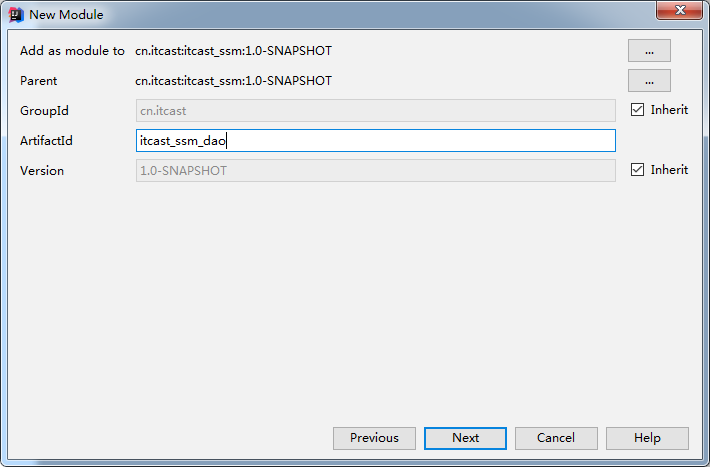 New Module
Add as module to cn.itcast:itcast_ssm:1.0-SNAPSHOT ...
Parent cn.itcast:itcast_ssm:1.0-SNAPSHOT ...
GroupId cn.itcast Inherit
ArtifactId itcast_ssm_dao
Version 1.0-SNAPSHOT Inherit
Previous Next Cancel Help